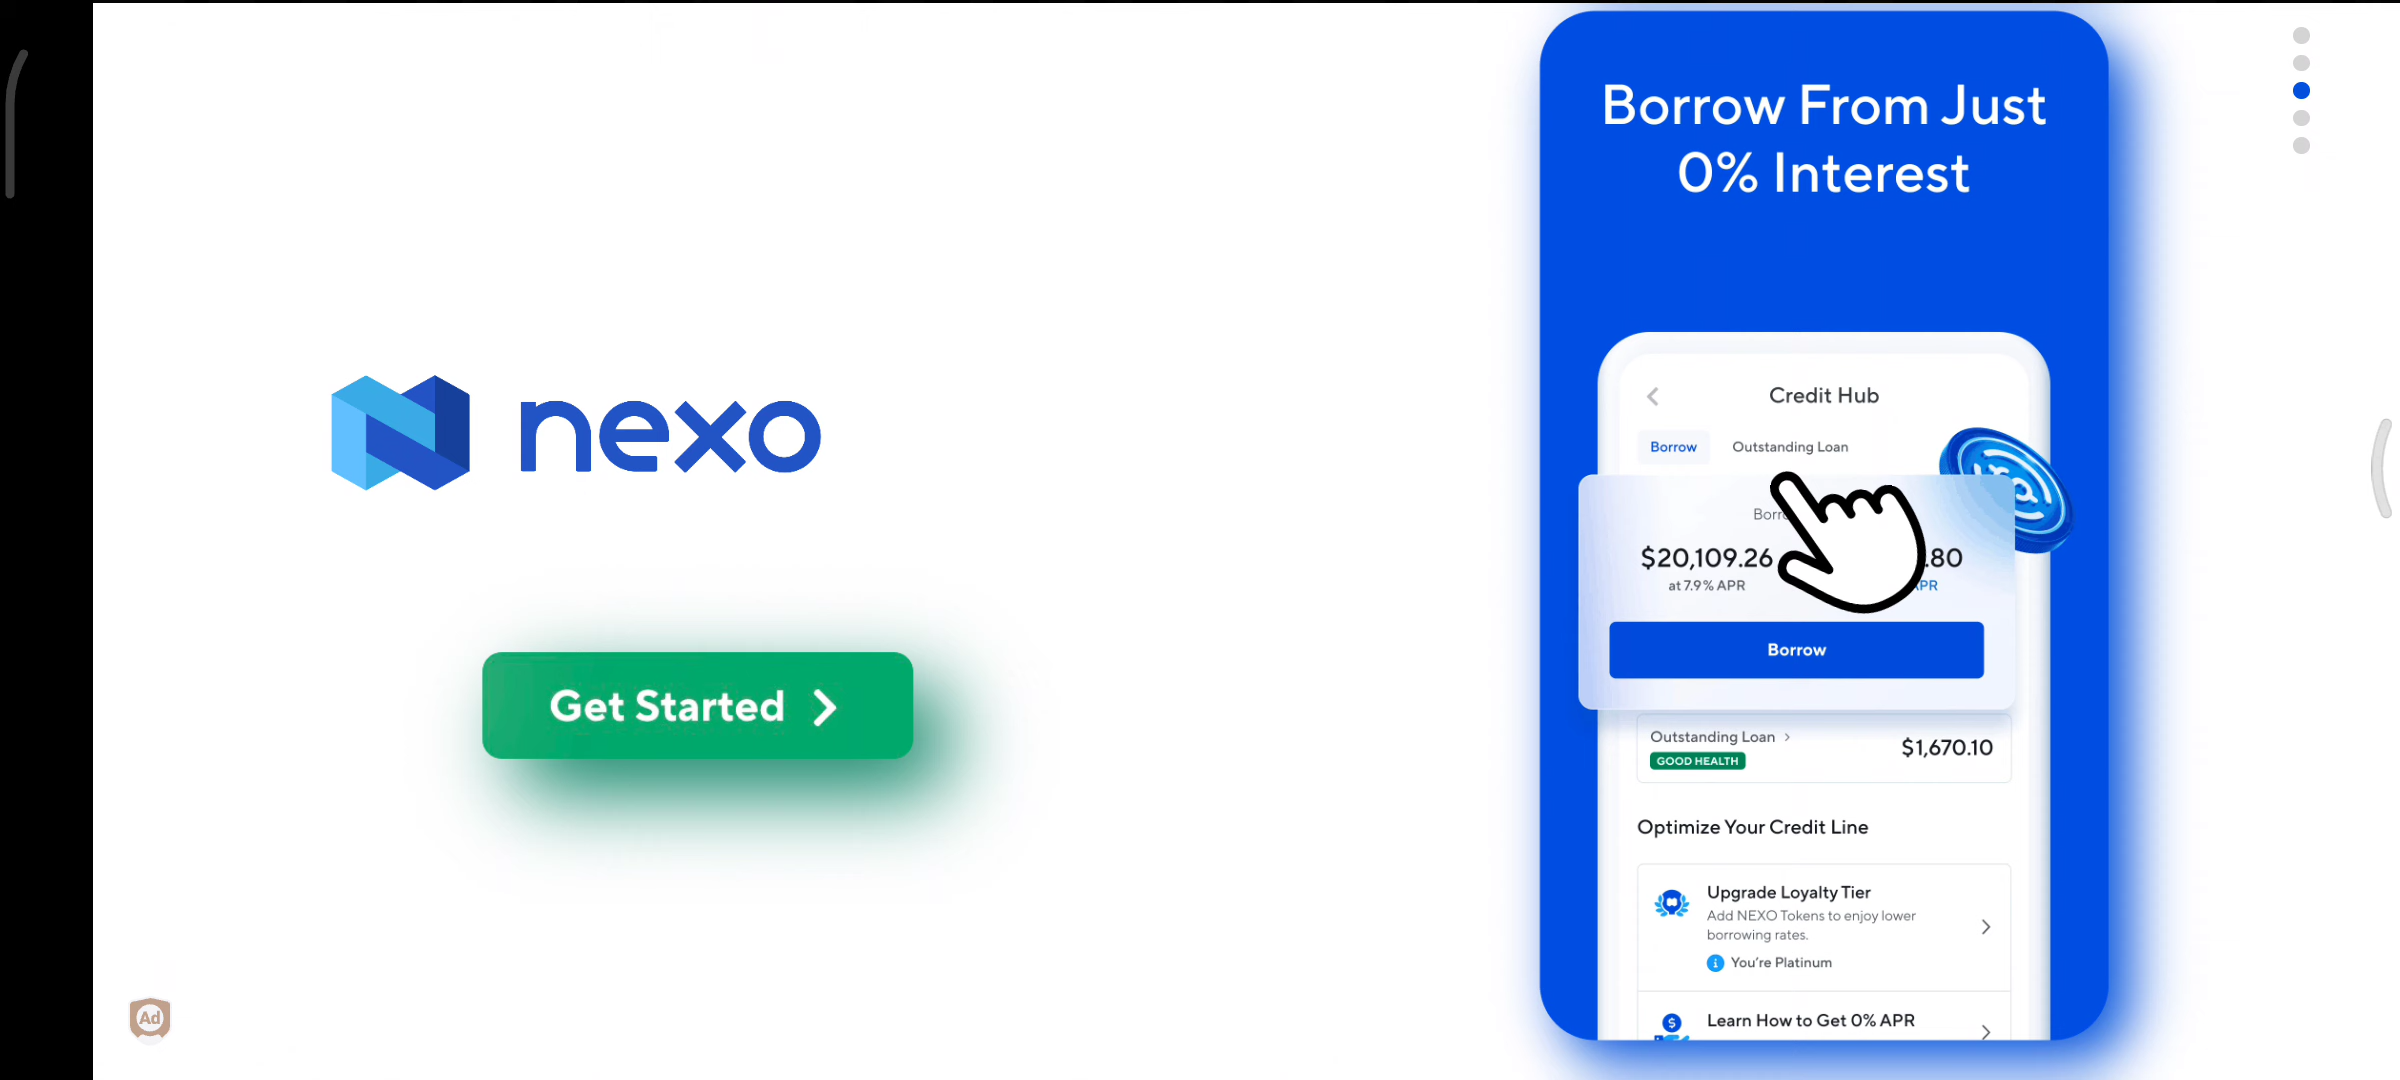 nexo
Get Started
Ad
Borrow From Just
0% Interest
Credit Hub
Borrow
Outstanding Loan
$20,109.26
.80
at 7.9% APR
Borrow
Outstanding Loan
GOOD HEALTH
$1,670.10
Optimize Your Credit Line
Upgrade Loyalty Tier
Add NEXO Tokens to enjoy lower
borrowing rates.
You're Platinum
Learn How to Get 0% APR